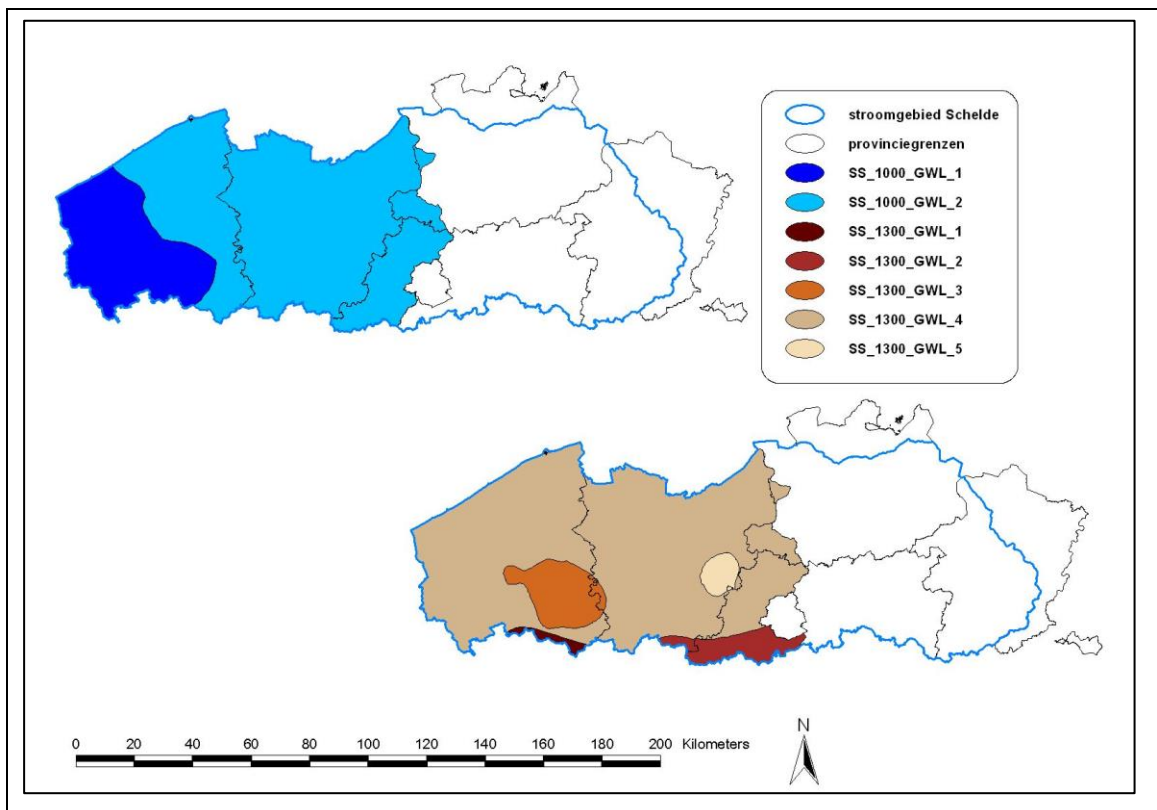 stroomgebied Schelde
provinciegrenzen
SS_1000_GWL_1
SS_1000_GWL_2
SS_1300_GWL_1
SS_1300_GWL_2
SS_1300_GWL_3
SS_1300_GWL_4
SS_1300_GWL_5
N
0 20 40 60 80 100 120 140 160 180 200 Kilometers